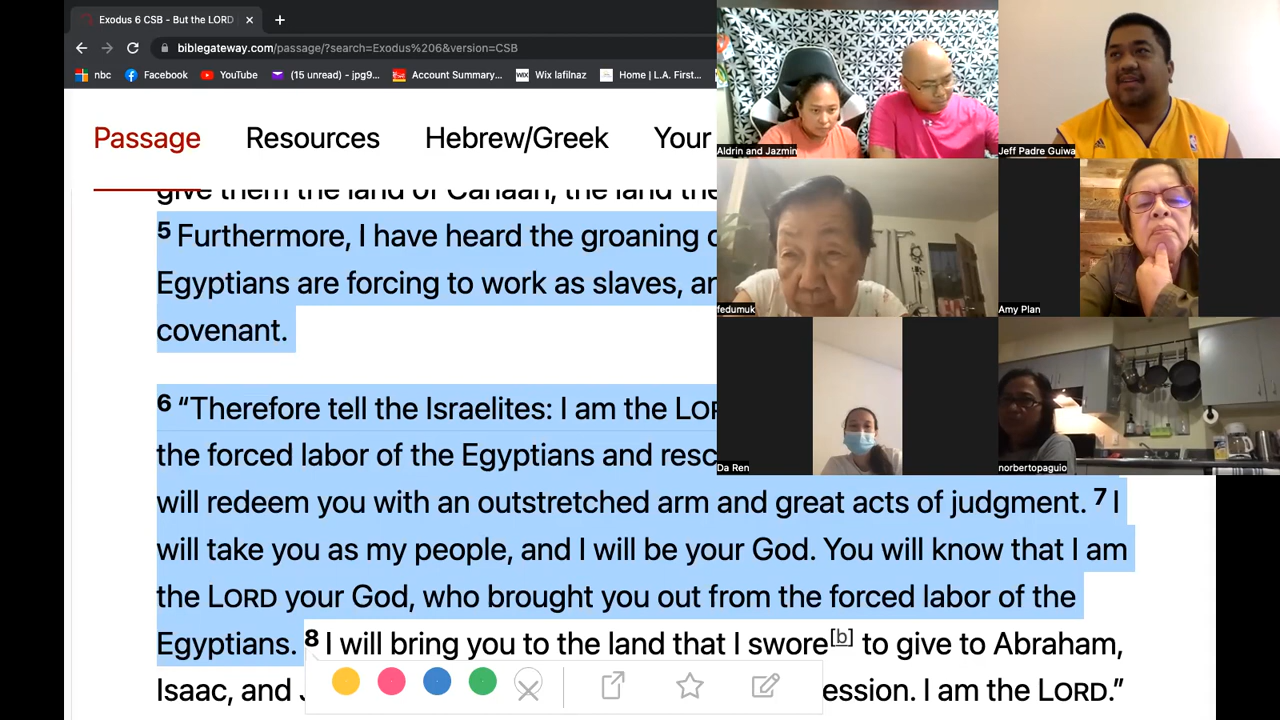 Exodus 6 CSB - But the LORD
biblegateway.com/passage/?search=Exodus%206&version=CSB
nbc Facebook YouTube (15 unread) - jpg9... Account Summary... Wix lafilnaz Home | L.A. First...
Passage Resources Hebrew/Greek Your
give them the land of Canaan, the land the
5 Furthermore, I have heard the groaning o
Egyptians are forcing to work as slaves, an
covenant.
6 “Therefore tell the Israelites: I am the LOR
the forced labor of the Egyptians and resc
will redeem you with an outstretched arm and great acts of judgment. 7 I
will take you as my people, and I will be your God. You will know that I am
the LORD your God, who brought you out from the forced labor of the
Egyptians. 8 I will bring you to the land that I swore[b] to give to Abraham,
Isaac, and J ession. I am the LORD.”
Aldrin and Jazmin
Jeff Padre Guiwa
fedumuk
Amy Plan
Da Ren
norbertopaguio